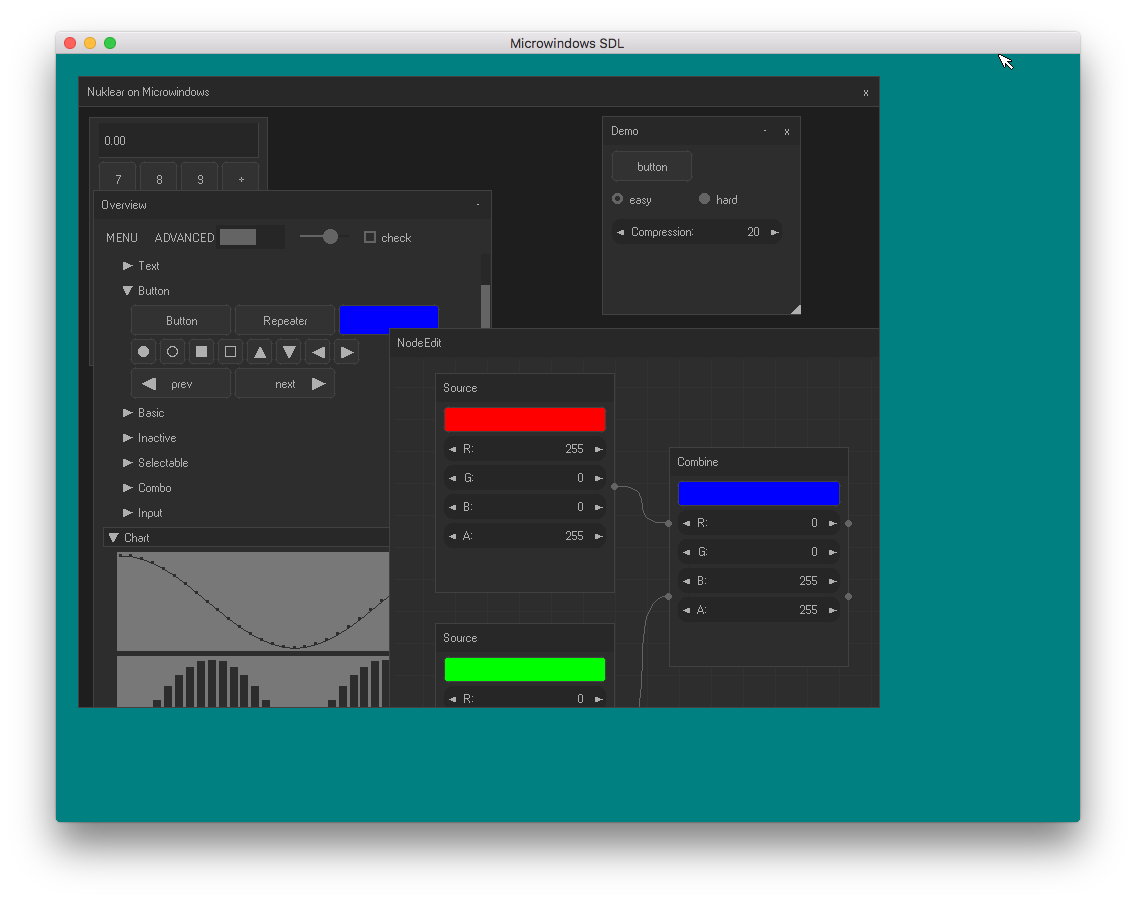 Microwindows SDL
Nuklear on Microwindows x
0.00
7 8 9 ÷
Demo - x
button
easy hard
Compression: 20
Overview -
MENU ADVANCED check
Text
Button
Button Repeater
prev next
Basic
Inactive
Selectable
Combo
Input
Chart
NodeEdit
Source
R: 255
G: 0
B: 0
A: 255
Combine
R: 0
G: 0
B: 255
A: 255
Source
R: 0